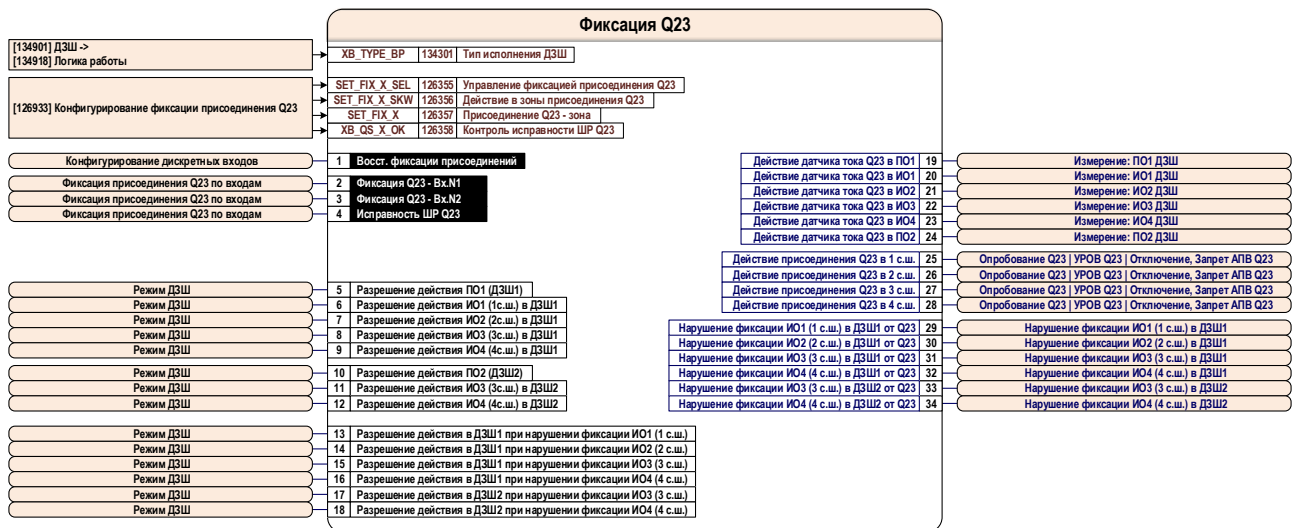 Фиксация Q23
[134901] ДЗШ ->
[134918] Логика работы
XB_TYPE_BP 134301 Тип исполнения ДЗШ
[126933] Конфигурирование фиксации присоединения Q23
SET_FIX_X_SEL 126355 Управление фиксацией присоединения Q23
SET_FIX_X_SKW 126356 Действие в зоны присоединения Q23
SET_FIX_X 126357 Присоединение Q23 - зона
XB_QS_X_OK 126358 Контроль исправности ШР Q23
Конфигурирование дискретных входов 1 Восст. фиксации присоединений
Фиксация присоединения Q23 по входам 2 Фиксация Q23 - Вх.N1
Фиксация присоединения Q23 по входам 3 Фиксация Q23 - Вх.N2
Фиксация присоединения Q23 по входам 4 Исправность ШР Q23
Действие датчика тока Q23 в ПО1 19 Измерение: ПО1 ДЗШ
Действие датчика тока Q23 в ИО1 20 Измерение: ИО1 ДЗШ
Действие датчика тока Q23 в ИО2 21 Измерение: ИО2 ДЗШ
Действие датчика тока Q23 в ИО3 22 Измерение: ИО3 ДЗШ
Действие датчика тока Q23 в ИО4 23 Измерение: ИО4 ДЗШ
Действие датчика тока Q23 в ПО2 24 Измерение: ПО2 ДЗШ
Действие присоединения Q23 в 1 с.ш. 25 Опробование Q23 | УРОВ Q23 | Отключение, Запрет АПВ Q23
Действие присоединения Q23 в 2 с.ш. 26 Опробование Q23 | УРОВ Q23 | Отключение, Запрет АПВ Q23
Действие присоединения Q23 в 3 с.ш. 27 Опробование Q23 | УРОВ Q23 | Отключение, Запрет АПВ Q23
Действие присоединения Q23 в 4 с.ш. 28 Опробование Q23 | УРОВ Q23 | Отключение, Запрет АПВ Q23
Режим ДЗШ 5 Разрешение действия ПО1 (ДЗШ1)
Режим ДЗШ 6 Разрешение действия ИО1 (1с.ш.) в ДЗШ1
Режим ДЗШ 7 Разрешение действия ИО2 (2с.ш.) в ДЗШ1
Режим ДЗШ 8 Разрешение действия ИО3 (3с.ш.) в ДЗШ1
Режим ДЗШ 9 Разрешение действия ИО4 (4с.ш.) в ДЗШ1
Режим ДЗШ 10 Разрешение действия ПО2 (ДЗШ2)
Режим ДЗШ 11 Разрешение действия ИО3 (3с.ш.) в ДЗШ2
Режим ДЗШ 12 Разрешение действия ИО4 (4с.ш.) в ДЗШ2
Нарушение фиксации ИО1 (1 с.ш.) в ДЗШ1 от Q23 29 Нарушение фиксации ИО1 (1 с.ш.) в ДЗШ1
Нарушение фиксации ИО2 (2 с.ш.) в ДЗШ1 от Q23 30 Нарушение фиксации ИО2 (2 с.ш.) в ДЗШ1
Нарушение фиксации ИО3 (3 с.ш.) в ДЗШ1 от Q23 31 Нарушение фиксации ИО3 (3 с.ш.) в ДЗШ1
Нарушение фиксации ИО4 (4 с.ш.) в ДЗШ1 от Q23 32 Нарушение фиксации ИО4 (4 с.ш.) в ДЗШ1
Нарушение фиксации ИО3 (3 с.ш.) в ДЗШ2 от Q23 33 Нарушение фиксации ИО3 (3 с.ш.) в ДЗШ2
Нарушение фиксации ИО4 (4 с.ш.) в ДЗШ2 от Q23 34 Нарушение фиксации ИО4 (4 с.ш.) в ДЗШ2
Режим ДЗШ 13 Разрешение действия в ДЗШ1 при нарушении фиксации ИО1 (1 с.ш.)
Режим ДЗШ 14 Разрешение действия в ДЗШ1 при нарушении фиксации ИО2 (2 с.ш.)
Режим ДЗШ 15 Разрешение действия в ДЗШ1 при нарушении фиксации ИО3 (3 с.ш.)
Режим ДЗШ 16 Разрешение действия в ДЗШ1 при нарушении фиксации ИО4 (4 с.ш.)
Режим ДЗШ 17 Разрешение действия в ДЗШ2 при нарушении фиксации ИО3 (3 с.ш.)
Режим ДЗШ 18 Разрешение действия в ДЗШ2 при нарушении фиксации ИО4 (4 с.ш.)